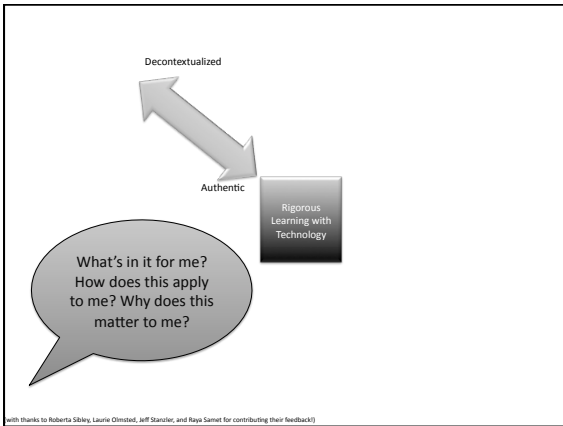 Decontextualized
Authentic
Rigorous
Learning with
Technology
What's in it for me?
How does this apply
to me? Why does this
matter to me?
(with thanks to Roberta Sibley, Laurie Olmsted, Jeff Stanzler, and Raya Samet for contributing their feedback!)